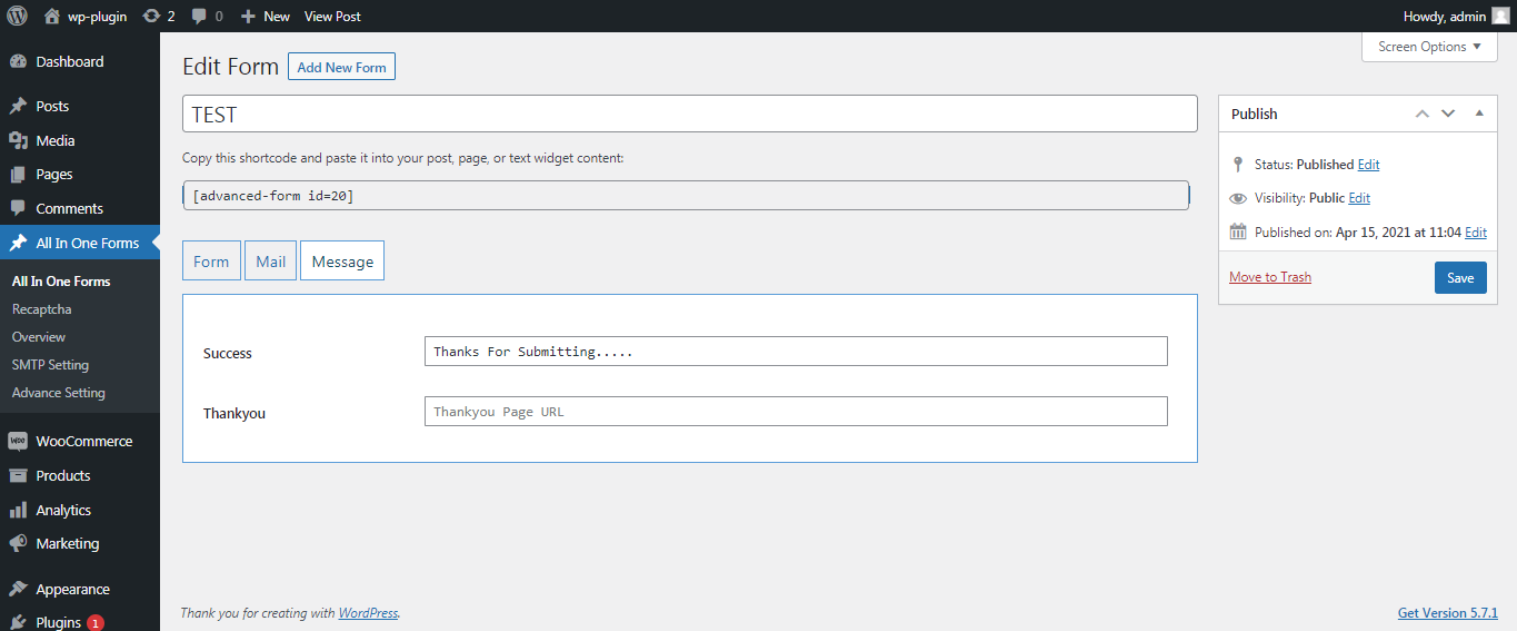 wp-plugin 2 0 New View Post Howdy, admin
Screen Options
Dashboard
Posts
Media
Pages
Comments
All In One Forms
All In One Forms
Recaptcha
Overview
SMTP Setting
Advance Setting
WooCommerce
Products
Analytics
Marketing
Appearance
Plugins 1
Edit Form Add New Form
TEST
Copy this shortcode and paste it into your post, page, or text widget content:
[advanced-form id=20]
Form Mail Message
Success Thanks For Submitting.....
Thankyou Thankyou Page URL
Publish
Status: Published Edit
Visibility: Public Edit
Published on: Apr 15, 2021 at 11:04 Edit
Move to Trash Save
Thank you for creating with WordPress.
Get Version 5.7.1